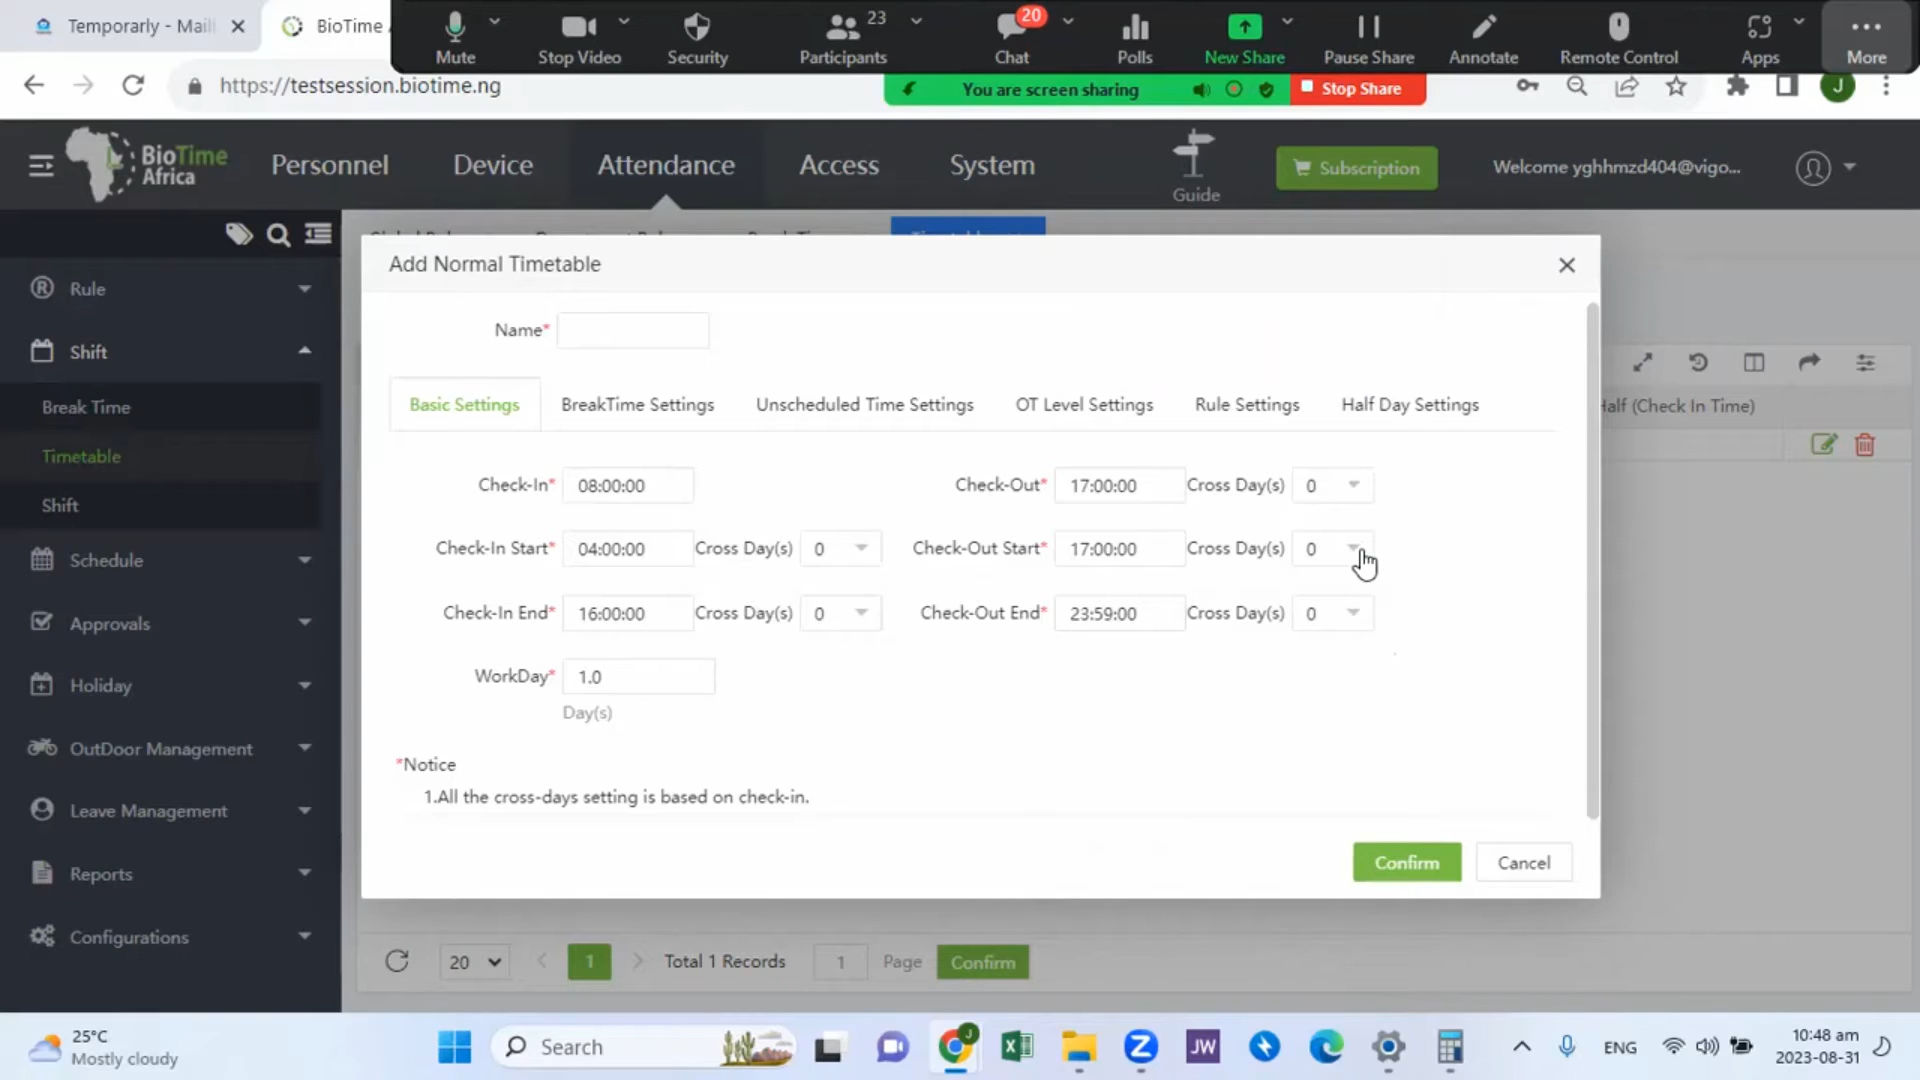 Temporarly - Mail
BioTime
Mute
Stop Video
Security
23
Participants
20
Chat
Polls
New Share
Pause Share
Annotate
Remote Control
Apps
More
https://testsession.biotime.ng
You are screen sharing
Stop Share
J
BioTime
Africa
Personnel
Device
Attendance
Access
System
Guide
Subscription
Welcome yghhmzd404@vigo...
Rule
Shift
Break Time
Timetable
Shift
Schedule
Approvals
Holiday
OutDoor Management
Leave Management
Reports
Configurations
Add Normal Timetable
Name*
Basic Settings
BreakTime Settings
Unscheduled Time Settings
OT Level Settings
Rule Settings
Half Day Settings
Half (Check In Time)
Check-In* 08:00:00
Check-Out* 17:00:00 Cross Day(s) 0
Check-In Start* 04:00:00 Cross Day(s) 0
Check-Out Start* 17:00:00 Cross Day(s) 0
Check-In End* 16:00:00 Cross Day(s) 0
Check-Out End* 23:59:00 Cross Day(s) 0
WorkDay* 1.0
Day(s)
*Notice
1.All the cross-days setting is based on check-in.
Confirm
Cancel
20
1
Total 1 Records
1
Page
Confirm
25°C
Mostly cloudy
Search
J
JW
ENG
10:48 am
2023-08-31